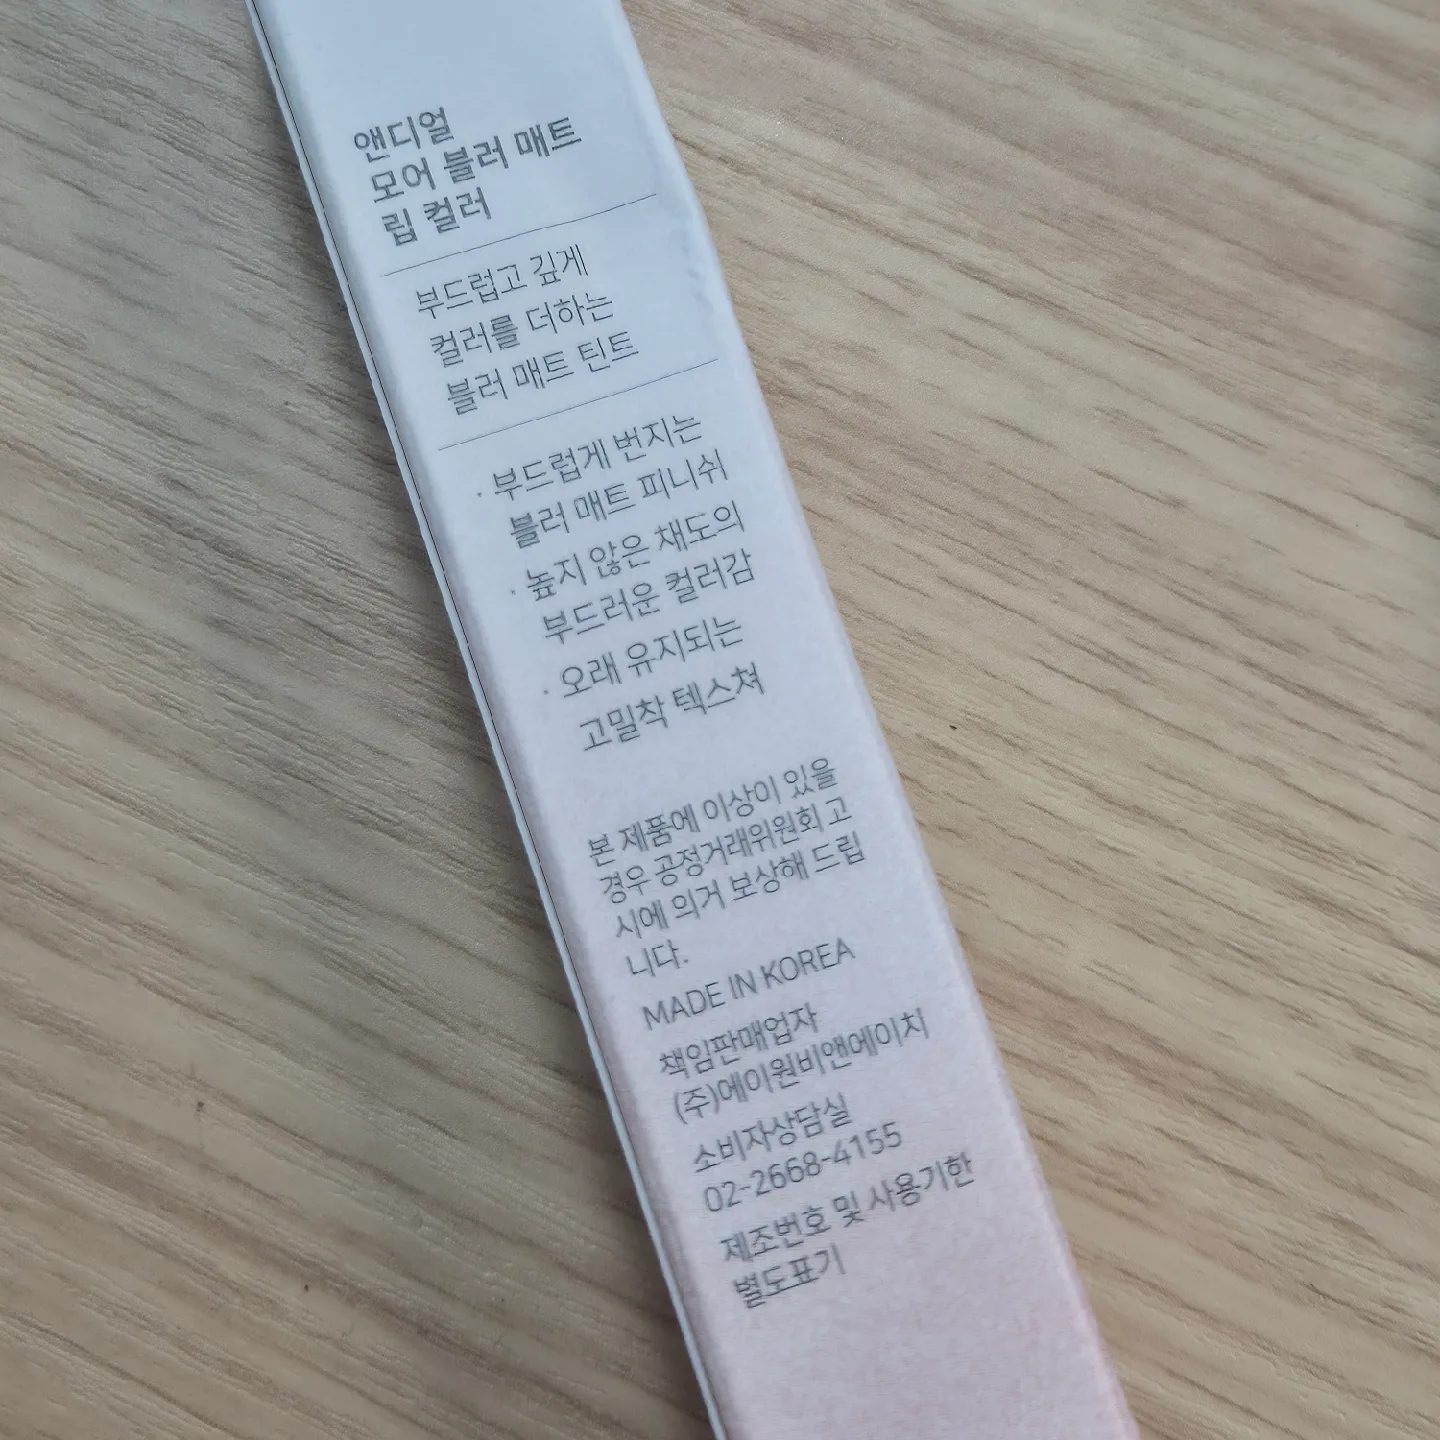 앤디얼
모어 블러 매트
립 컬러
부드럽고 깊게
컬러를 더하는
블러 매트 틴트
· 부드럽게 번지는
블러 매트 피니쉬
· 높지 않은 채도의
부드러운 컬러감
· 오래 유지되는
고밀착 텍스쳐
본 제품에 이상이 있을
경우 공정거래위원회 고
시에 의거 보상해 드립
니다.
MADE IN KOREA
책임판매업자
(주)에이원비앤에이치
소비자상담실
02-2668-4155
제조번호 및 사용기한
별도표기